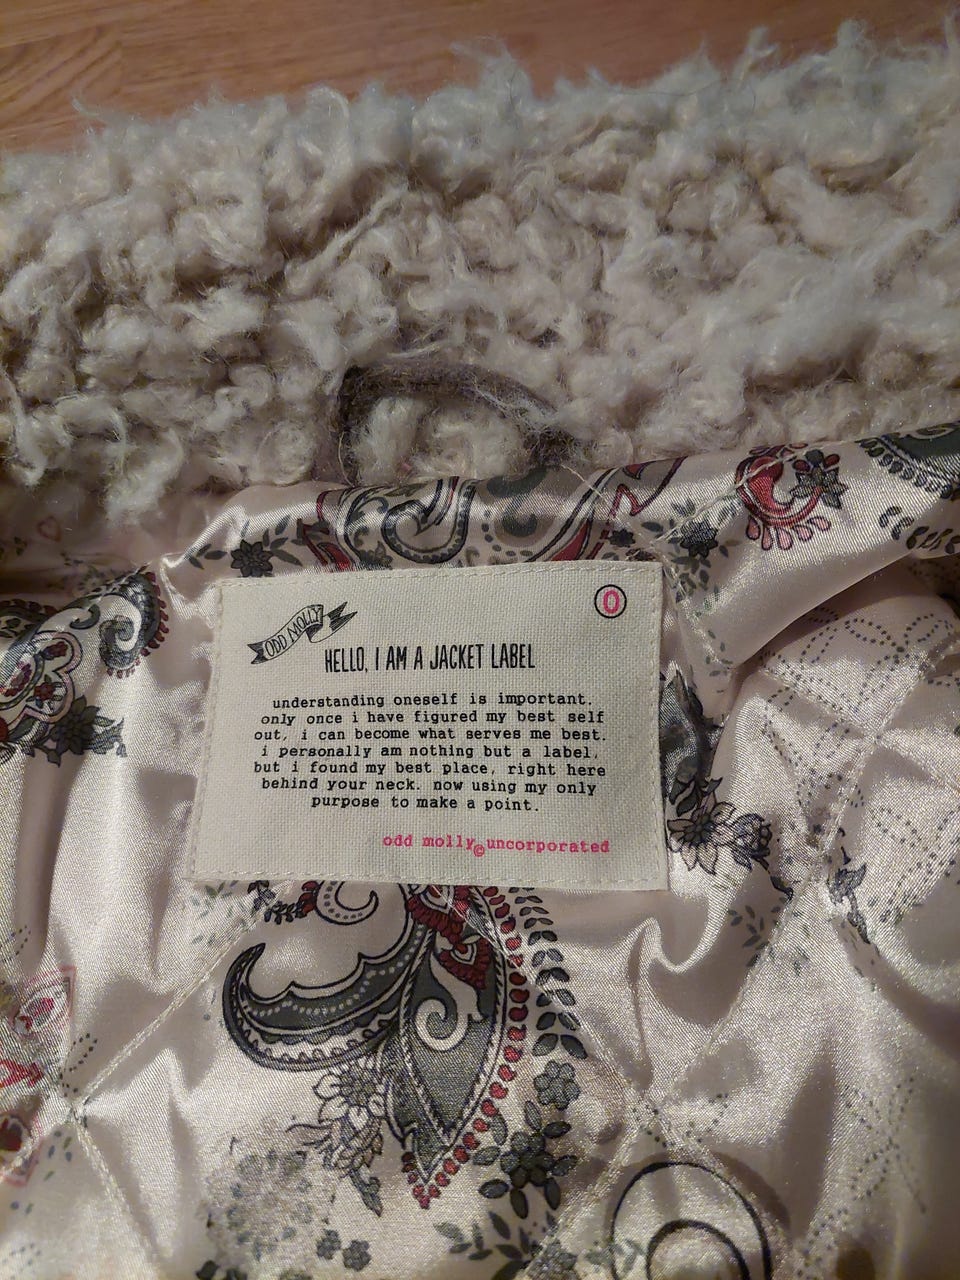 ODD MOLLY
0
HELLO, I AM A JACKET LABEL
understanding oneself is important.
only once i have figured my best self
out, i can become what serves me best.
i personally am nothing but a label,
but i found my best place, right here
behind your neck. now using my only
purpose to make a point.
odd molly©uncorporated